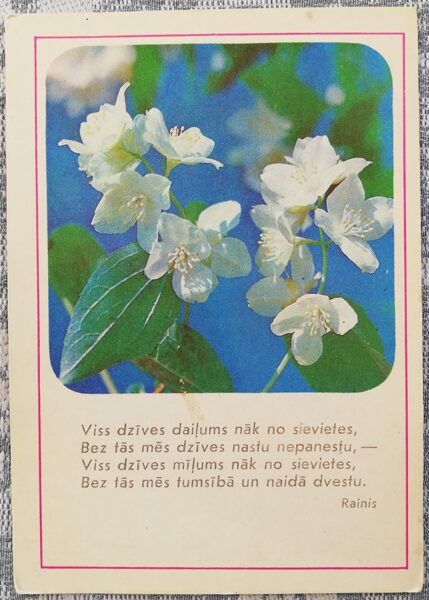 Viss dzīves daiļums nāk no sievietes,
Bez tās mēs dzīves nastu nepanestu, —
Viss dzīves mīļums nāk no sievietes,
Bez tās mēs tumsībā un naidā dvestu.
Rainis